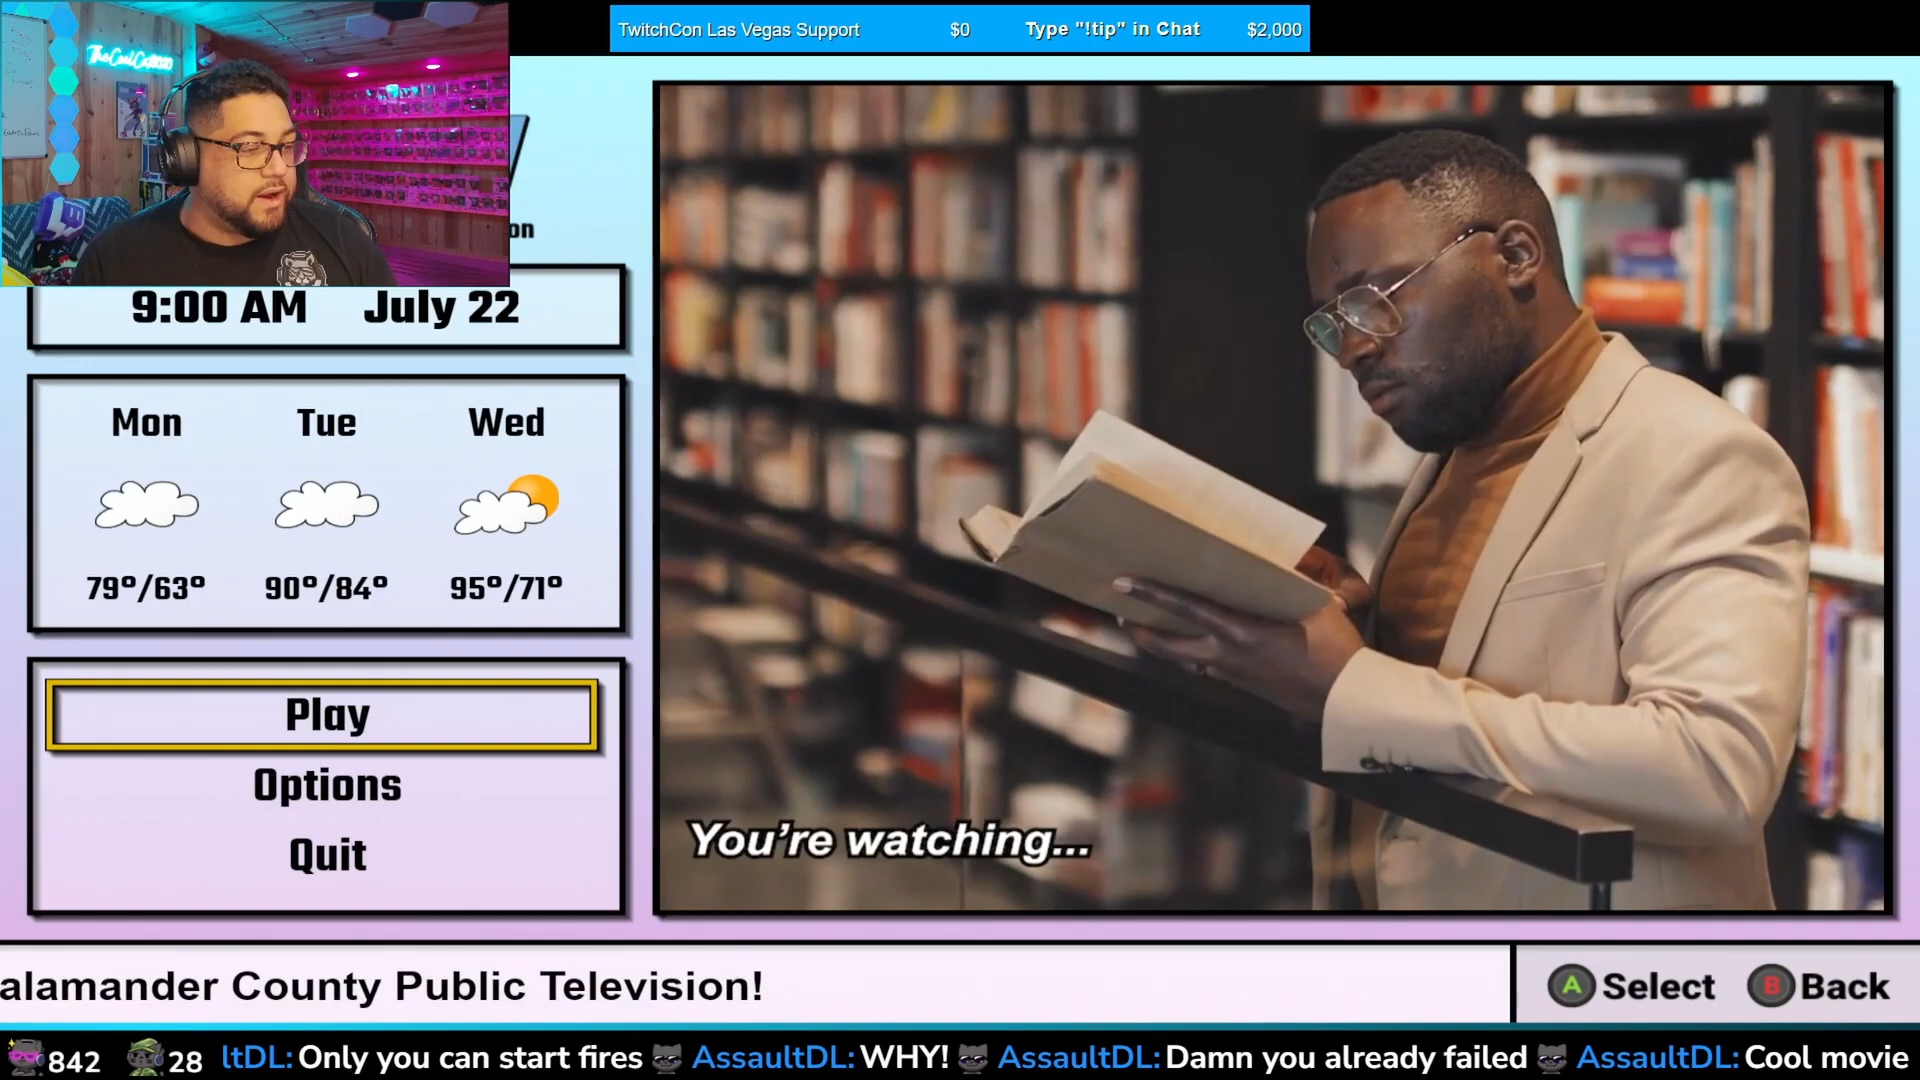 TwitchCon Las Vegas Support $0 Type "!tip" in Chat $2,000
TheCoolCat8020
on
9:00 AM July 22
Mon Tue Wed
79°/63° 90°/84° 95°/71°
Play
Options
Quit
You're watching...
alamander County Public Television!
A Select B Back
842 28 ltDL: Only you can start fires AssaultDL: WHY! AssaultDL: Damn you already failed AssaultDL: Cool movie